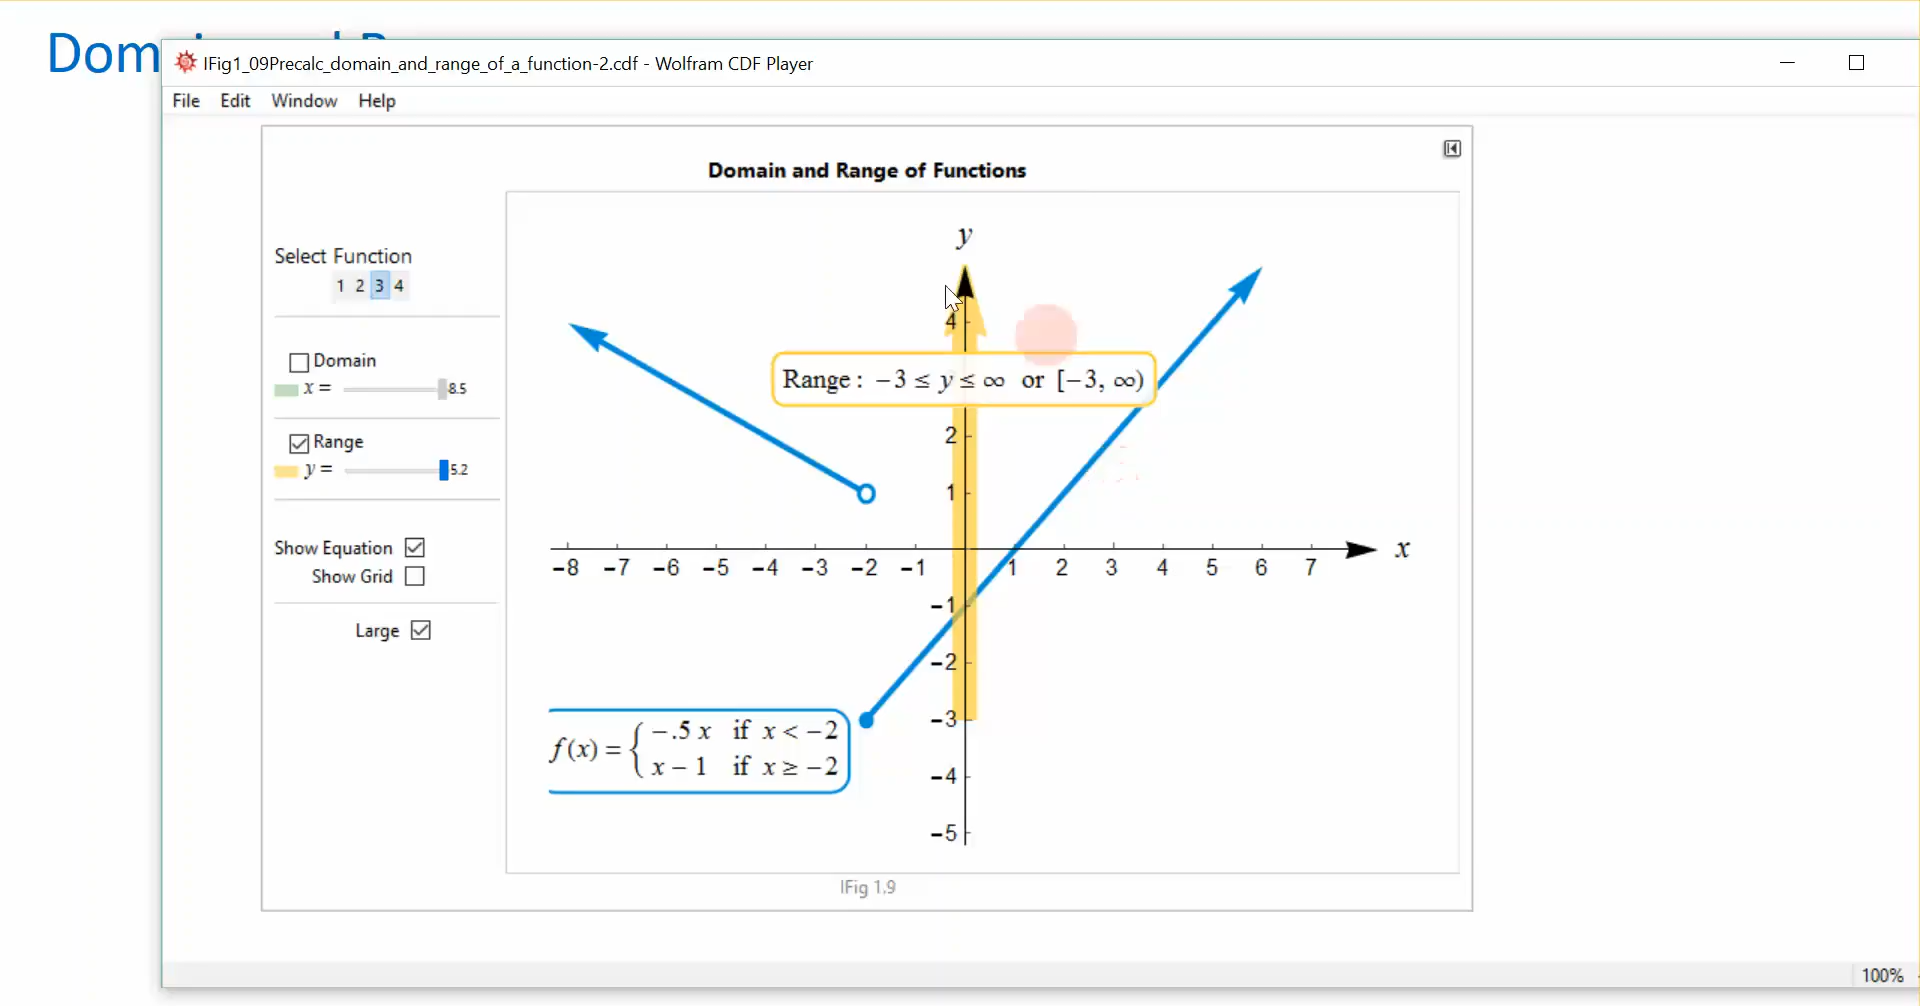 Dom
IFig1_09Precalc_domain_and_range_of_a_function-2.cdf - Wolfram CDF Player
File Edit Window Help
Domain and Range of Functions
Select Function
1 2 3 4
Domain
x = 8.5
Range
y = 5.2
Show Equation
Show Grid
Large
y
4
Range: −3 ≤ y ≤ ∞ or [−3, ∞)
2
1
x
−8 −7 −6 −5 −4 −3 −2 −1 1 2 3 4 5 6 7
−1
−2
−3
−4
−5
f(x) = { −.5 x if x < −2
x − 1 if x ≥ −2
IFig 1.9
100%